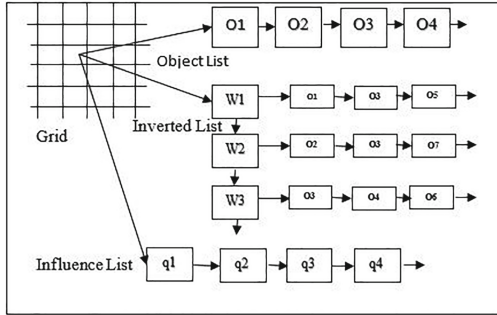 O1 O2 O3 O4
Object List
Grid
Inverted List
W1 O1 O3 O5
W2 O2 O3 O7
W3 O3 O4 O6
Influence List
q1 q2 q3 q4